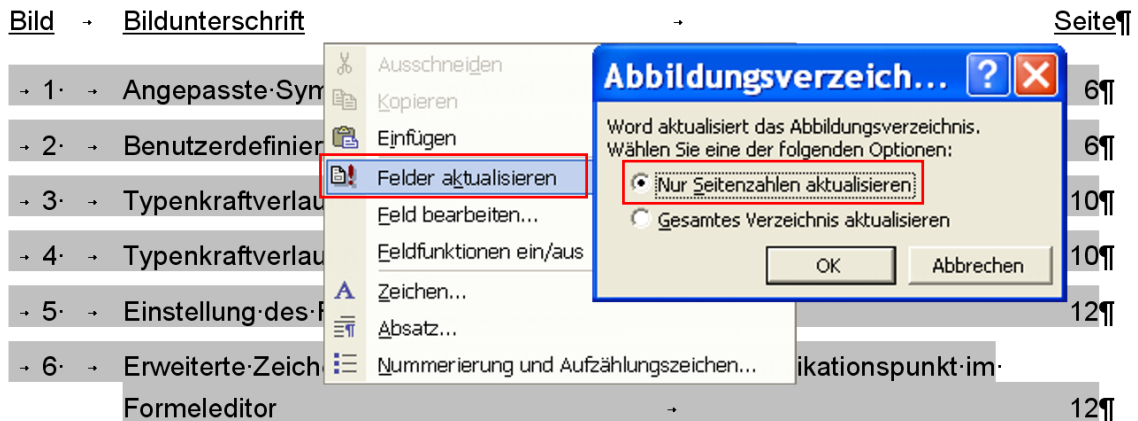 Bild → Bildunterschrift → Seite¶
→ 1· → Angepasste·Sym 6¶
→ 2· → Benutzerdefinier 6¶
→ 3· → Typenkraftverlau 10¶
→ 4· → Typenkraftverlau 10¶
→ 5· → Einstellung·des· 12¶
→ 6· → Erweiterte·Zeich ikationspunkt·im·
Formeleditor → 12¶
Ausschneiden
Kopieren
Einfügen
Felder aktualisieren
Feld bearbeiten...
Feldfunktionen ein/aus
Zeichen...
Absatz...
Nummerierung und Aufzählungszeichen...
Abbildungsverzeich...
Word aktualisiert das Abbildungsverzeichnis.
Wählen Sie eine der folgenden Optionen:
Nur Seitenzahlen aktualisieren
Gesamtes Verzeichnis aktualisieren
OK Abbrechen